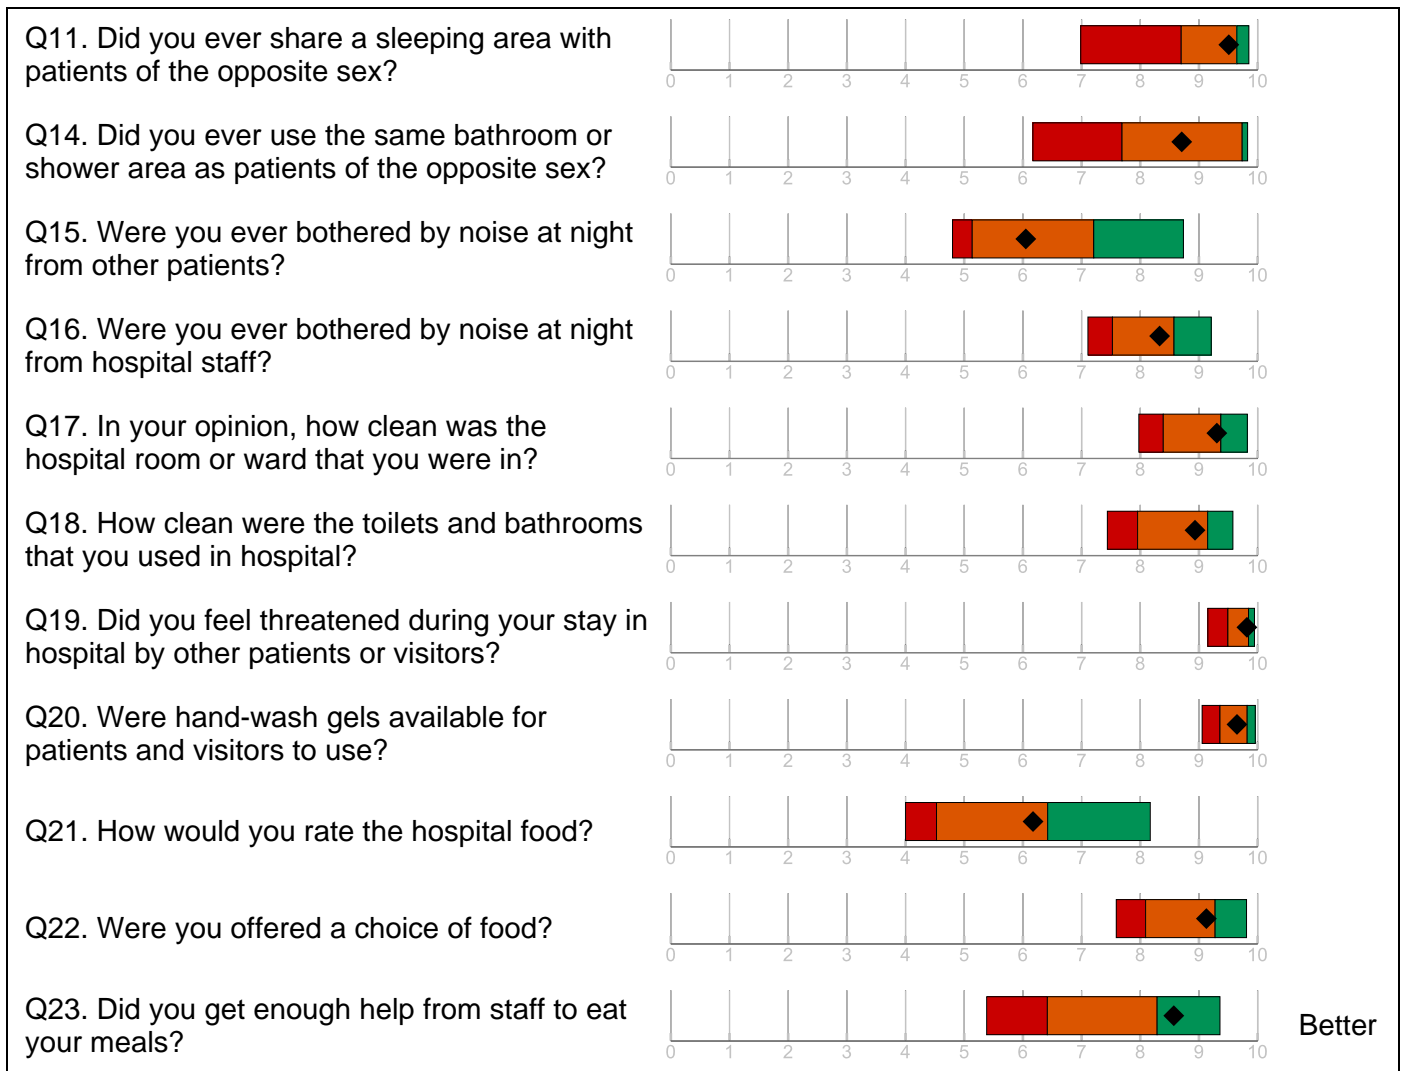 Q11. Did you ever share a sleeping area with
patients of the opposite sex?
0 1 2 3 4 5 6 7 8 9 10
Q14. Did you ever use the same bathroom or
shower area as patients of the opposite sex?
0 1 2 3 4 5 6 7 8 9 10
Q15. Were you ever bothered by noise at night
from other patients?
0 1 2 3 4 5 6 7 8 9 10
Q16. Were you ever bothered by noise at night
from hospital staff?
0 1 2 3 4 5 6 7 8 9 10
Q17. In your opinion, how clean was the
hospital room or ward that you were in?
0 1 2 3 4 5 6 7 8 9 10
Q18. How clean were the toilets and bathrooms
that you used in hospital?
0 1 2 3 4 5 6 7 8 9 10
Q19. Did you feel threatened during your stay in
hospital by other patients or visitors?
0 1 2 3 4 5 6 7 8 9 10
Q20. Were hand-wash gels available for
patients and visitors to use?
0 1 2 3 4 5 6 7 8 9 10
Q21. How would you rate the hospital food?
0 1 2 3 4 5 6 7 8 9 10
Q22. Were you offered a choice of food?
0 1 2 3 4 5 6 7 8 9 10
Q23. Did you get enough help from staff to eat
your meals?
Better
0 1 2 3 4 5 6 7 8 9 10